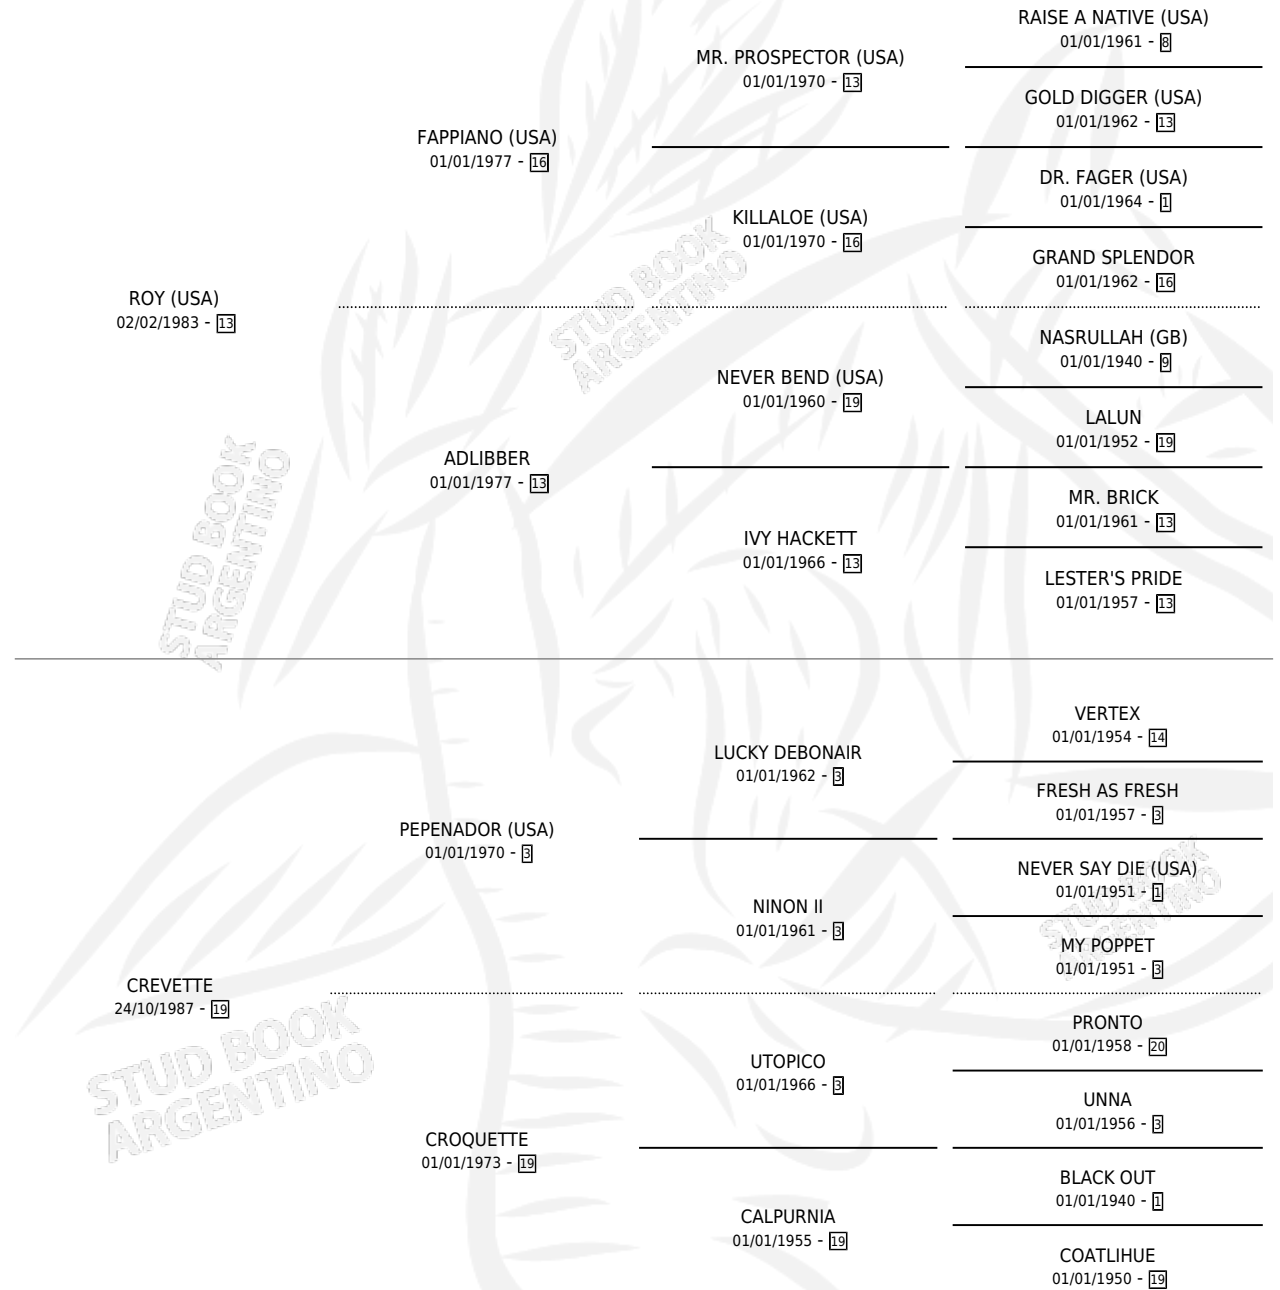 RAISE A NATIVE (USA)
01/01/1961 - 8
MR. PROSPECTOR (USA)
01/01/1970 - 13
GOLD DIGGER (USA)
01/01/1962 - 13
FAPPIANO (USA)
01/01/1977 - 16
DR. FAGER (USA)
01/01/1964 - 1
KILLALOE (USA)
01/01/1970 - 16
GRAND SPLENDOR
01/01/1962 - 16
ROY (USA)
02/02/1983 - 13
NASRULLAH (GB)
01/01/1940 - 9
NEVER BEND (USA)
01/01/1960 - 19
LALUN
01/01/1952 - 19
ADLIBBER
01/01/1977 - 13
MR. BRICK
01/01/1961 - 13
IVY HACKETT
01/01/1966 - 13
LESTER'S PRIDE
01/01/1957 - 13
STUD BOOK
ARGENTINO
STUD BOOK
ARGENTINO
VERTEX
01/01/1954 - 14
LUCKY DEBONAIR
01/01/1962 - 3
FRESH AS FRESH
01/01/1957 - 3
PEPENADOR (USA)
01/01/1970 - 3
NEVER SAY DIE (USA)
01/01/1951 - 1
NINON II
01/01/1961 - 3
MY POPPET
01/01/1951 - 3
CREVETTE
24/10/1987 - 19
PRONTO
01/01/1958 - 20
UTOPICO
01/01/1966 - 3
UNNA
01/01/1956 - 3
CROQUETTE
01/01/1973 - 19
BLACK OUT
01/01/1940 - 1
CALPURNIA
01/01/1955 - 19
COATLIHUE
01/01/1950 - 19
STUD BOOK
ARGENTINO
STUD BOOK
ARGENTINO